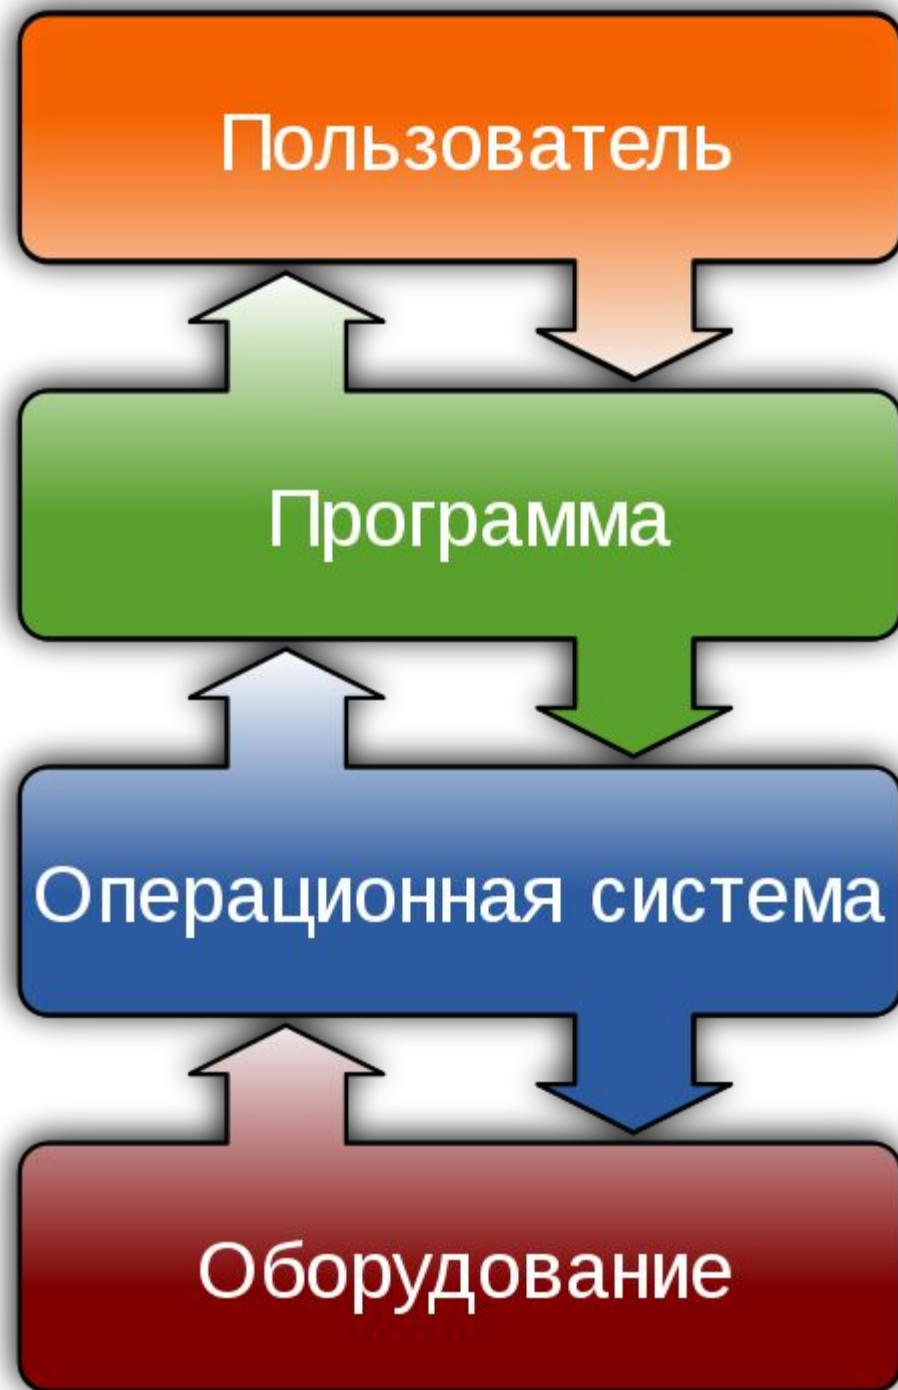 Пользователь
Программа
Операционная система
Оборудование